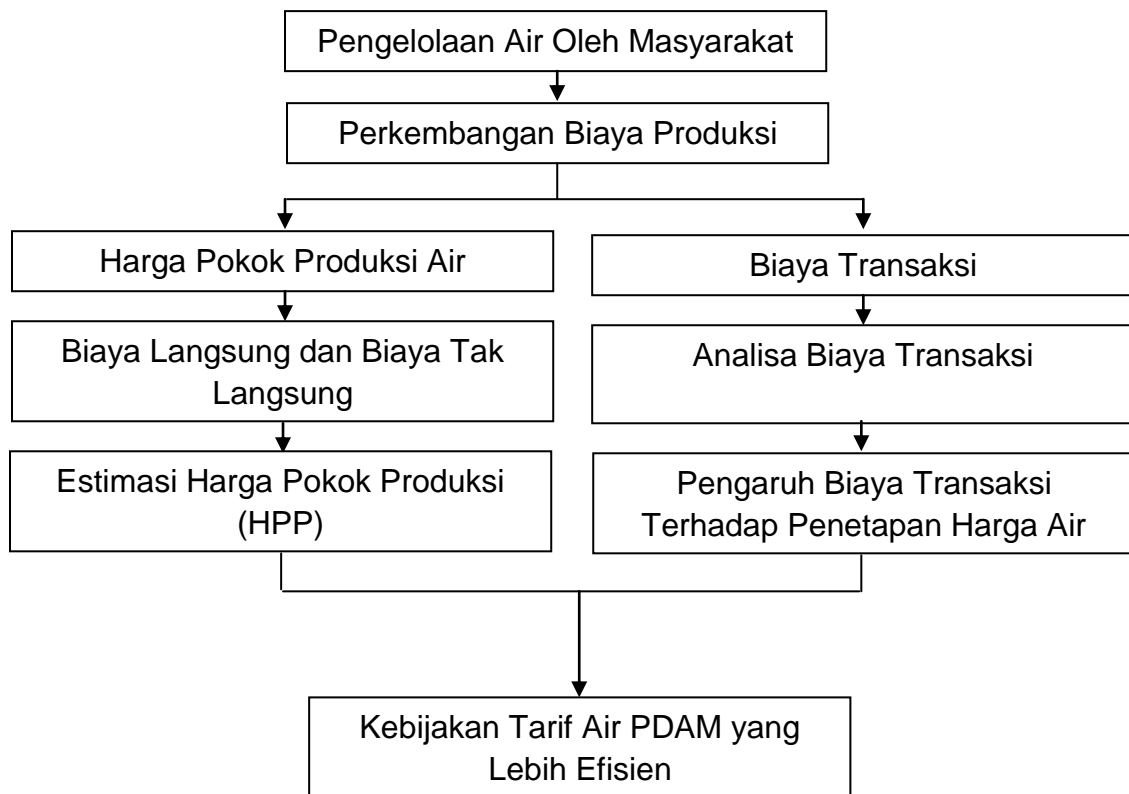 Pengelolaan Air Oleh Masyarakat
Perkembangan Biaya Produksi
Harga Pokok Produksi Air
Biaya Transaksi
Biaya Langsung dan Biaya Tak
Langsung
Analisa Biaya Transaksi
Estimasi Harga Pokok Produksi
(HPP)
Pengaruh Biaya Transaksi
Terhadap Penetapan Harga Air
Kebijakan Tarif Air PDAM yang
Lebih Efisien